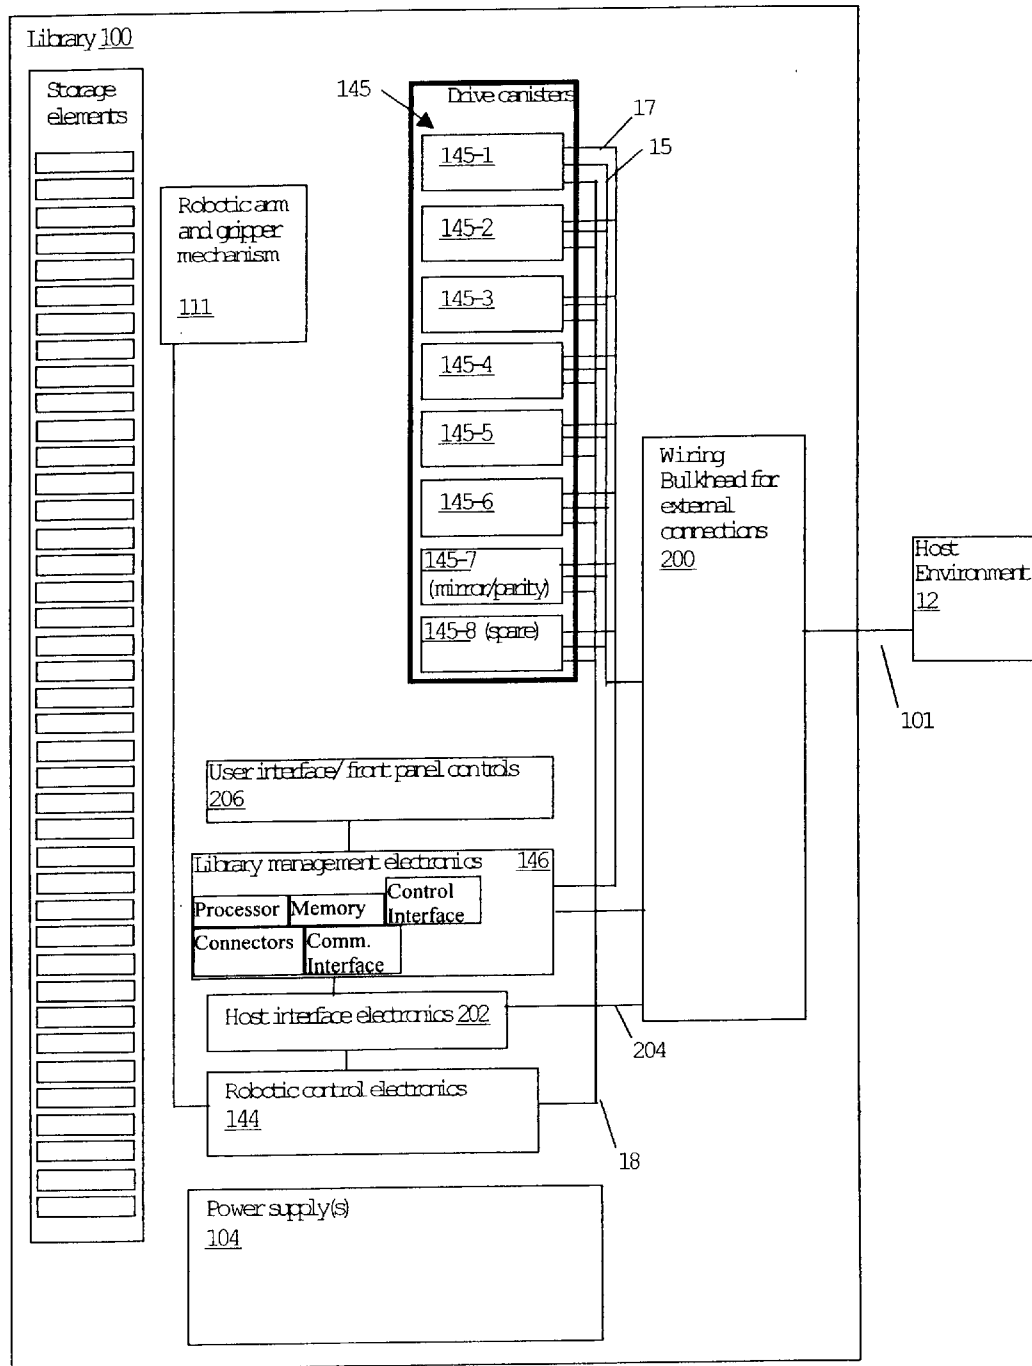 Library 100
Storage
elements
Robotic arm
and gripper
mechanism
111
145
Drive canisters
17
15
145-1
145-2
145-3
145-4
145-5
145-6
145-7
(mirror/parity)
145-8 (spare)
Wiring
Bulkhead for
external
connections
200
Host
Environment
12
101
User interface/front panel controls
206
Library management electronics 146
Processor
Memory
Control
Interface
Connectors
Comm.
Interface
Host interface electronics 202
204
Robotic control electronics
144
18
Power supply(s)
104